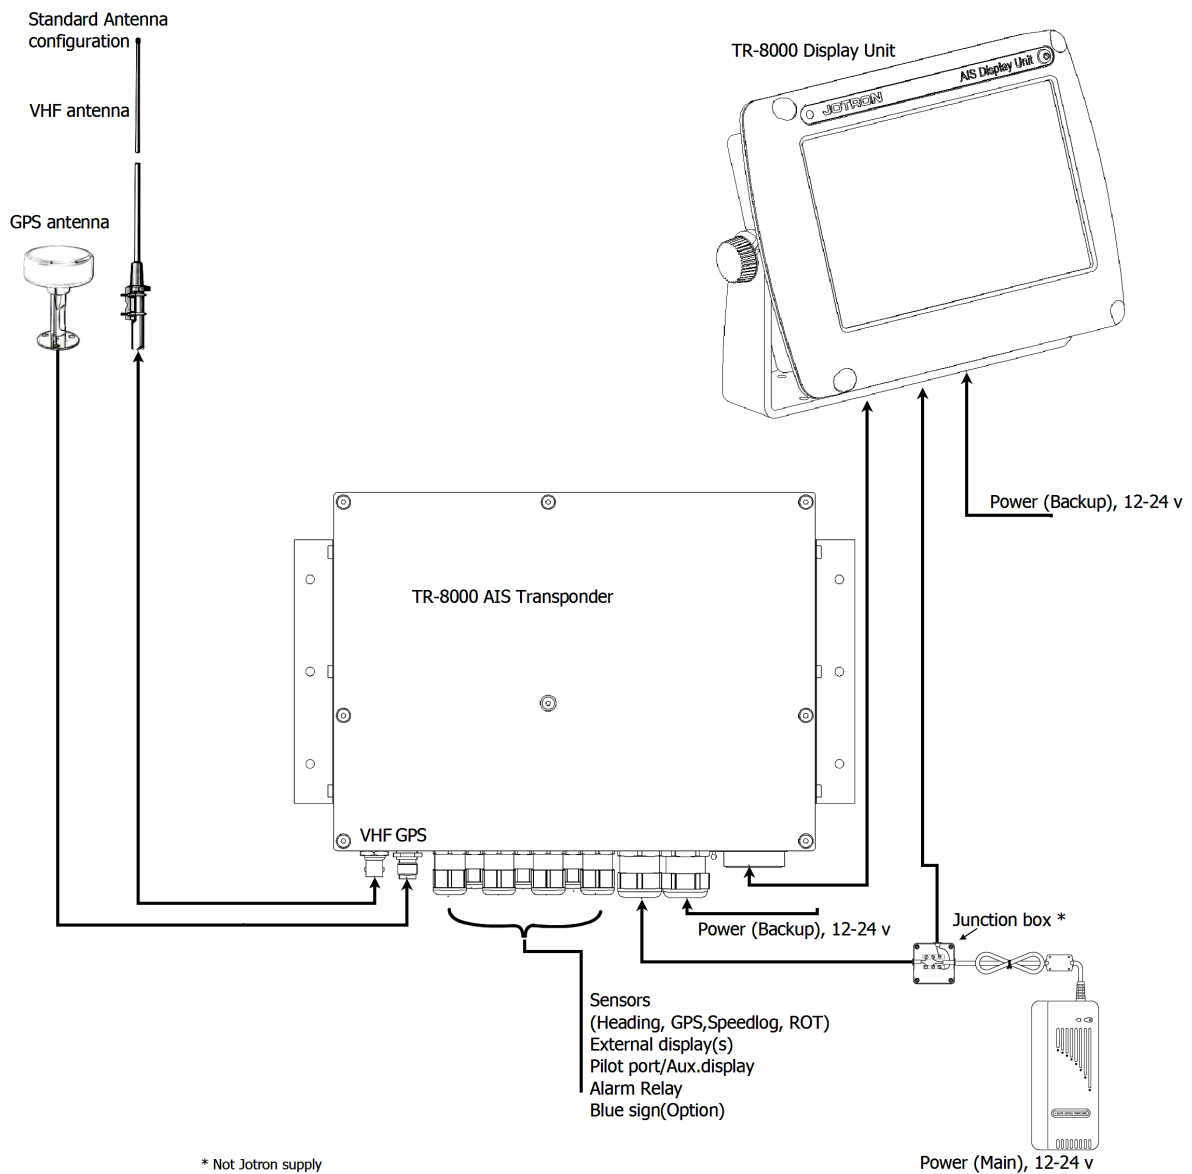 Standard Antenna
configuration
VHF antenna
GPS antenna
TR-8000 Display Unit
JOTRON
AIS Display Unit
Power (Backup), 12-24 v
TR-8000 AIS Transponder
VHF GPS
Power (Backup), 12-24 v
Junction box *
Sensors
(Heading, GPS,Speedlog, ROT)
External display(s)
Pilot port/Aux.display
Alarm Relay
Blue sign(Option)
Power (Main), 12-24 v
* Not Jotron supply